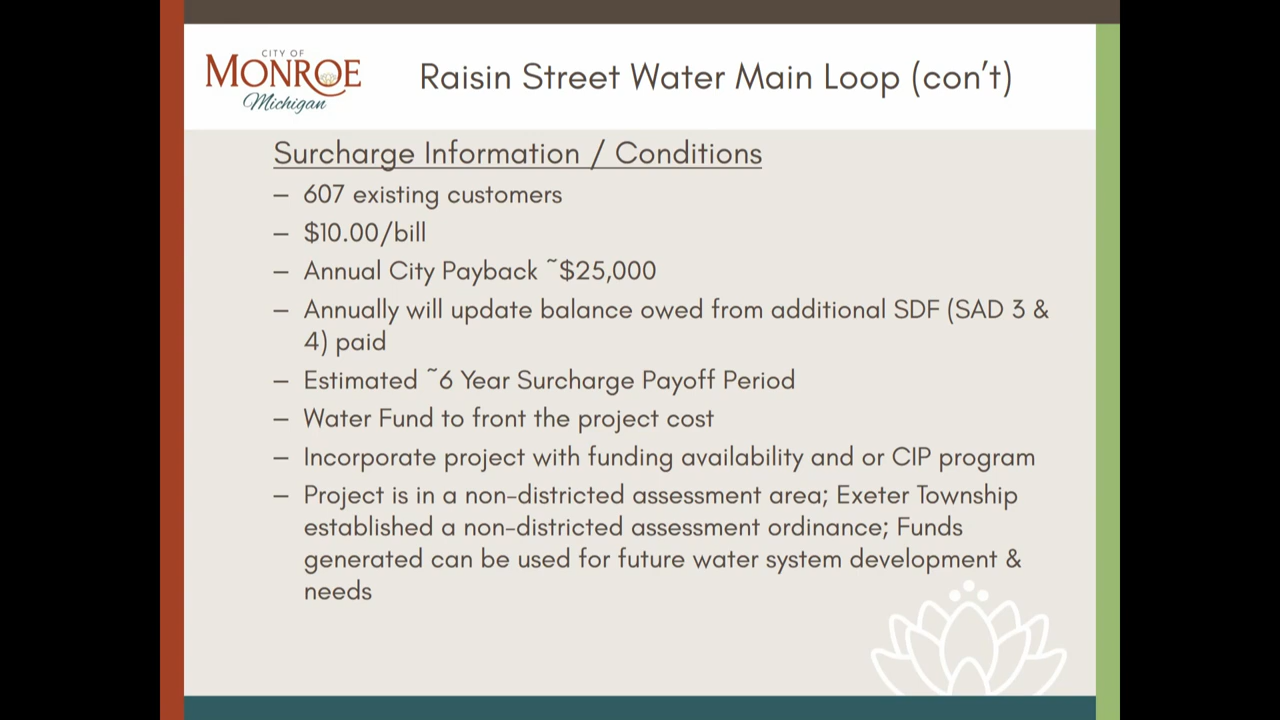 CITY OF
MONROE
Michigan
Raisin Street Water Main Loop (con't)
Surcharge Information / Conditions
– 607 existing customers
– $10.00/bill
– Annual City Payback ~$25,000
– Annually will update balance owed from additional SDF (SAD 3 &
4) paid
– Estimated ~6 Year Surcharge Payoff Period
– Water Fund to front the project cost
– Incorporate project with funding availability and or CIP program
– Project is in a non-districted assessment area; Exeter Township
established a non-districted assessment ordinance; Funds
generated can be used for future water system development &
needs